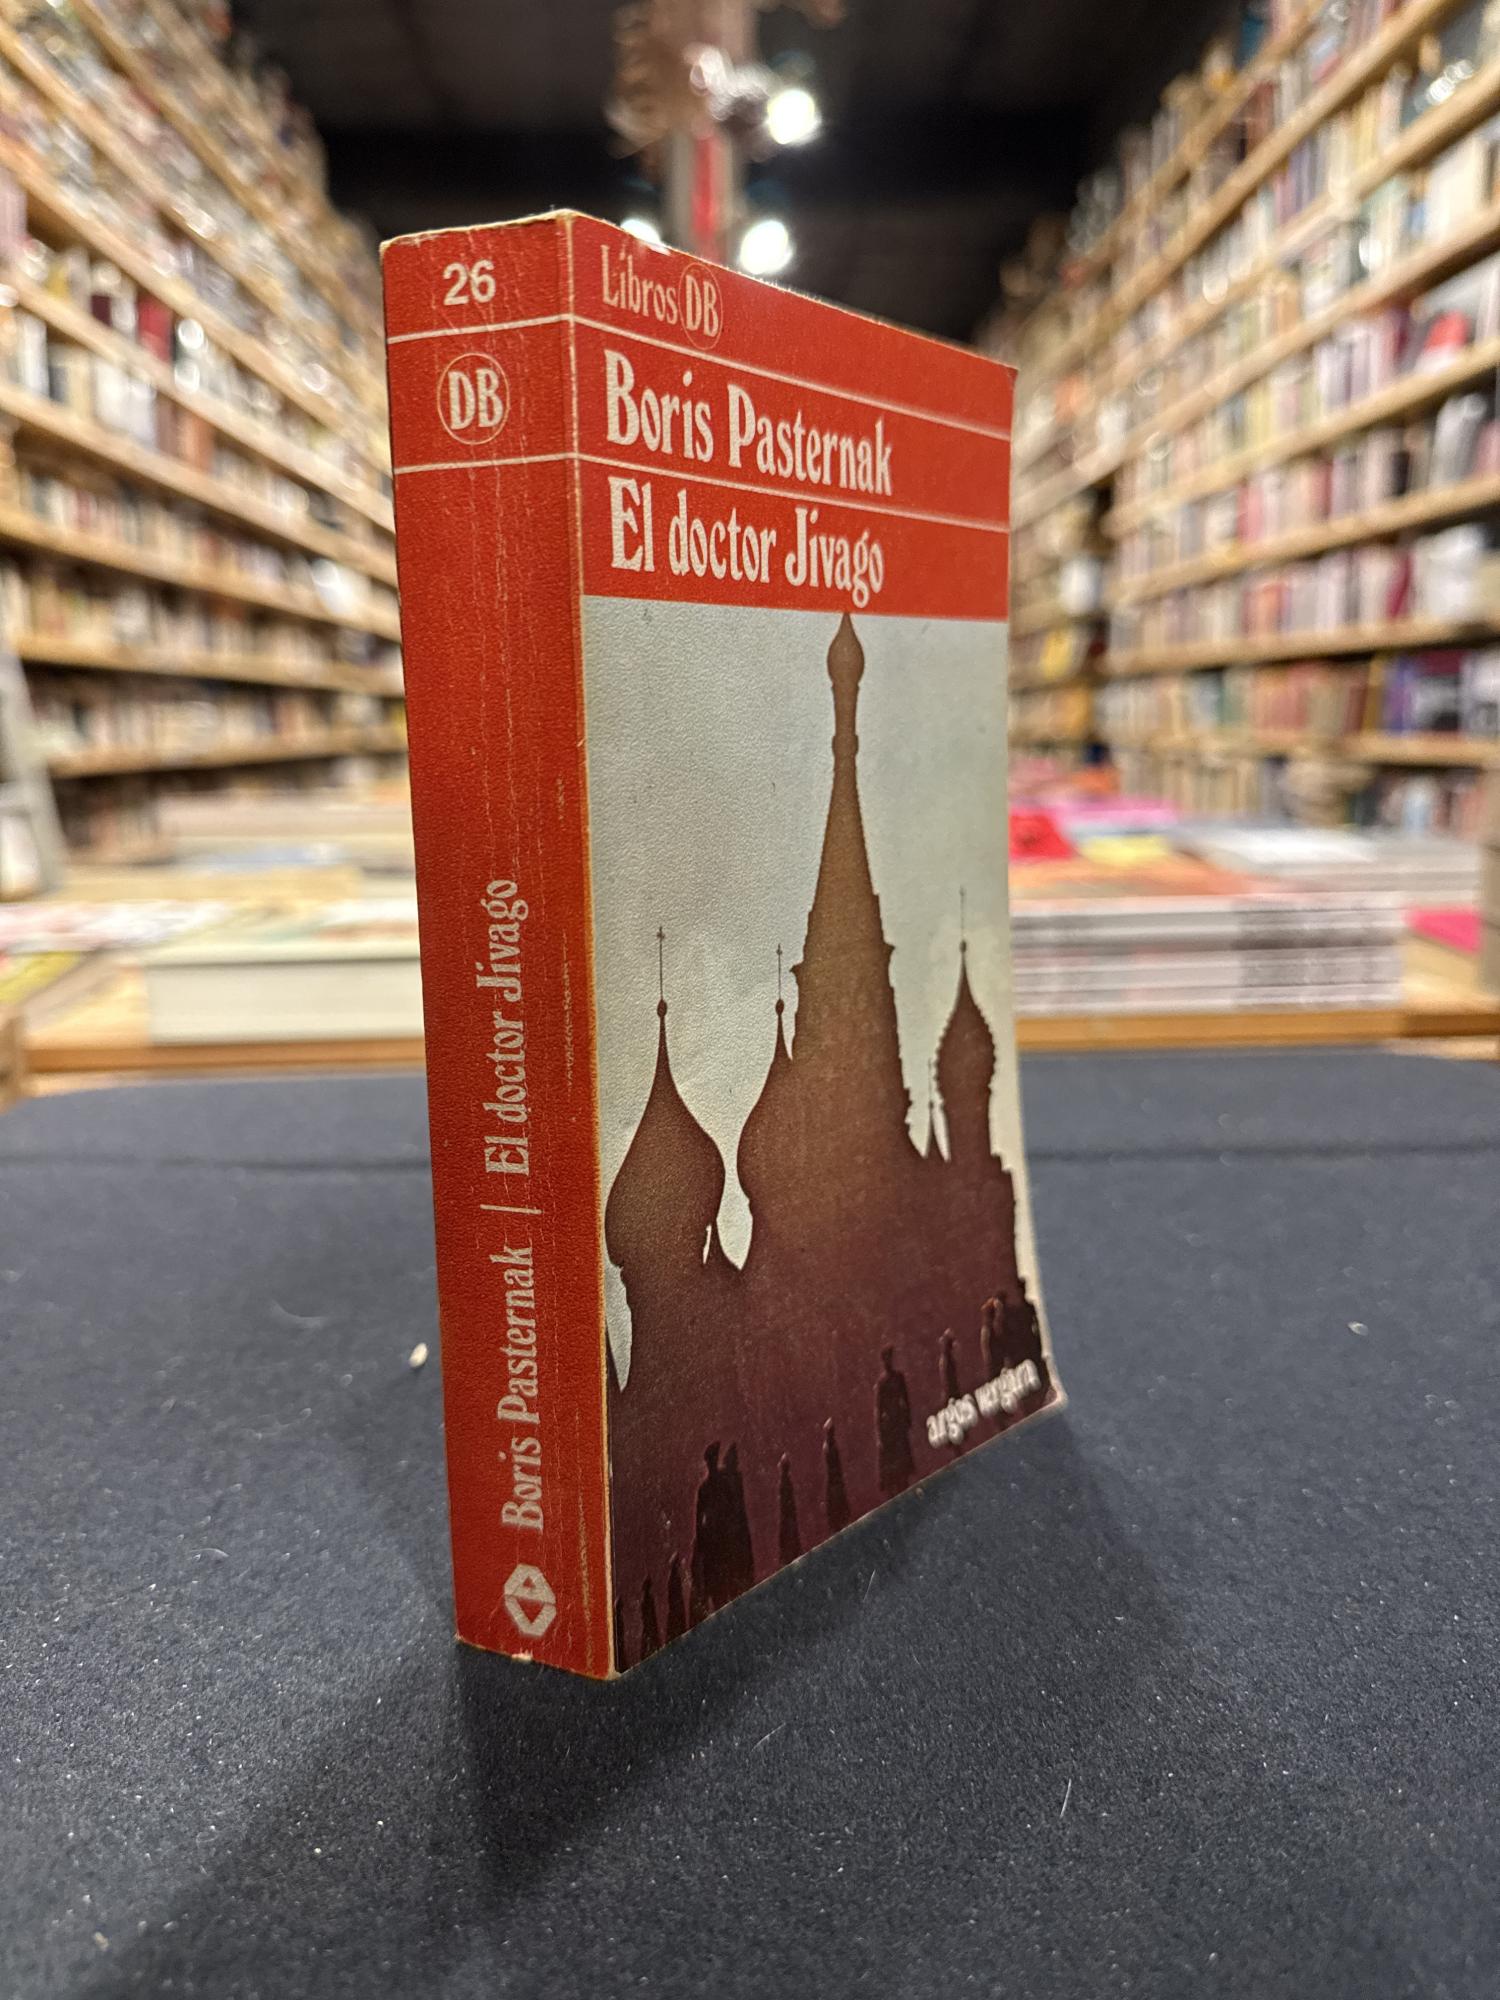 26
DB
Boris Pasternak | El doctor Jivago
Libros DB
Boris Pasternak
El doctor Jivago
argos vergara